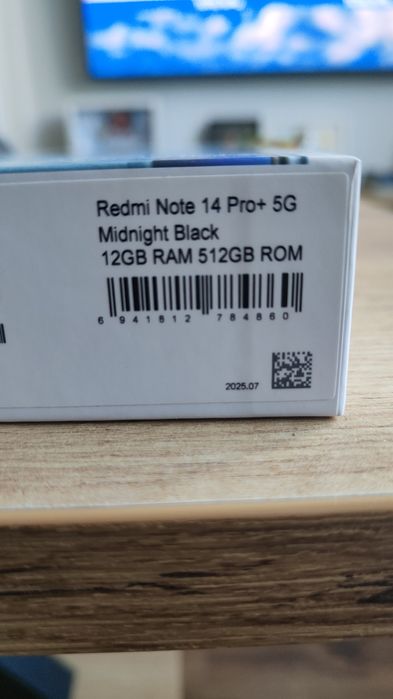 Redmi Note 14 Pro+ 5G
Midnight Black
12GB RAM 512GB ROM
6 941812 784860
2025.07